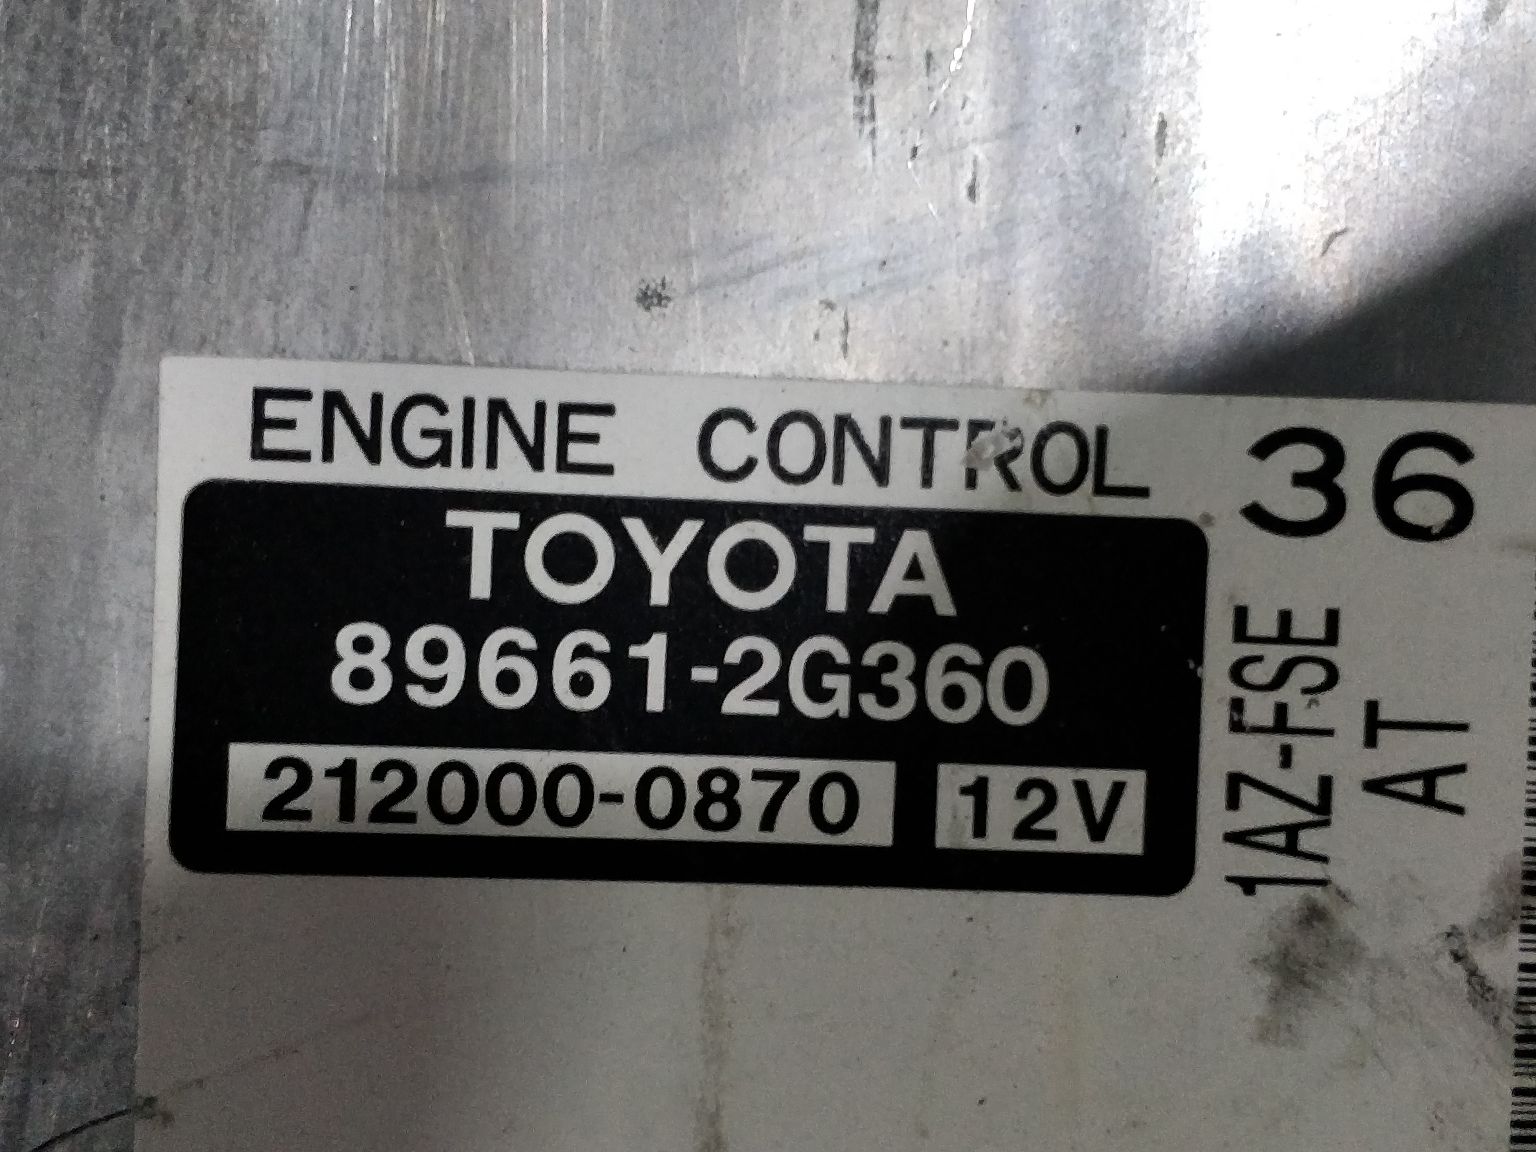 ENGINE CONTROL
36
TOYOTA
89661-2G360
212000-0870
12V
1AZ-FSE
AT